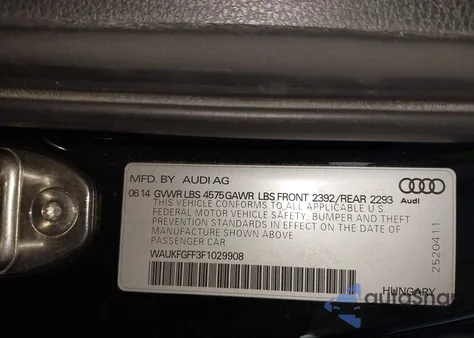 MFD. BY AUDI AG
06 14 GVWR LBS 4575 GAWR LBS FRONT 2392/REAR 2293
THIS VEHICLE CONFORMS TO ALL APPLICABLE U.S.
FEDERAL MOTOR VEHICLE SAFETY, BUMPER AND THEFT
PREVENTION STANDARDS IN EFFECT ON THE DATE OF
MANUFACTURE SHOWN ABOVE
PASSENGER CAR
WAUKFGFF3F1029908
Audi
2520411
HUNGARY
autoSnap